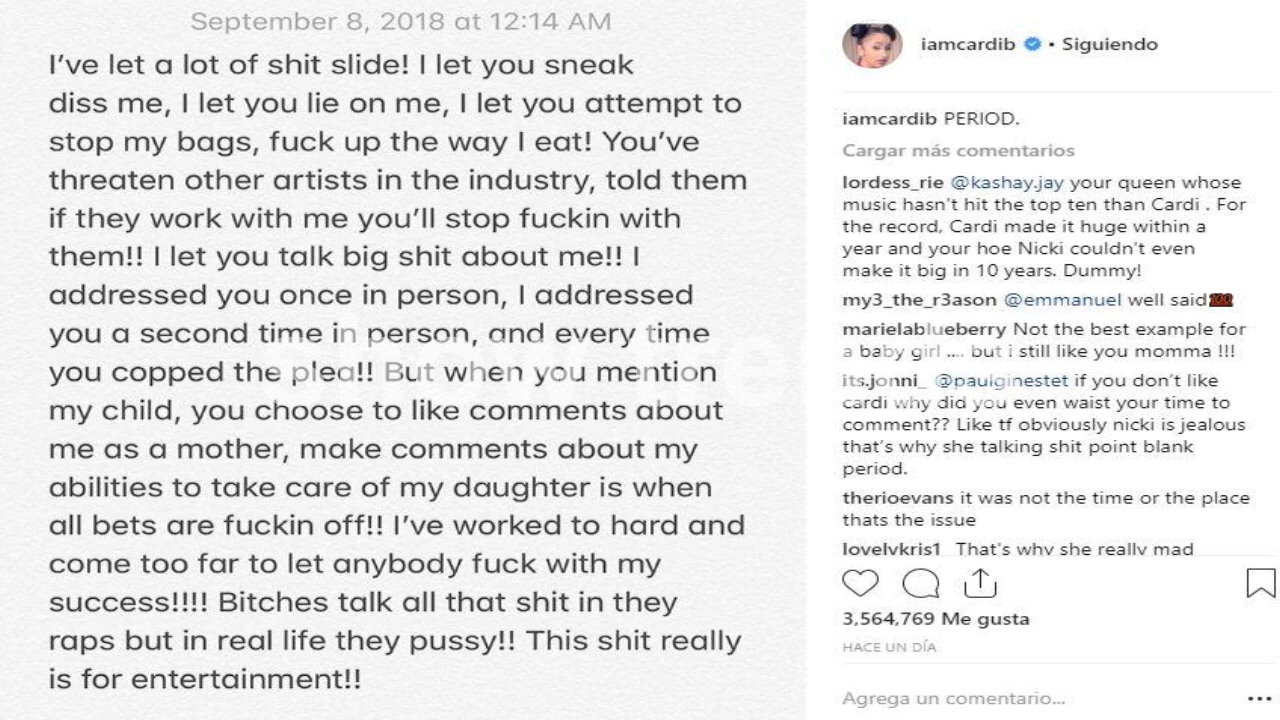 September 8, 2018 at 12:14 AM
I've let a lot of shit slide! I let you sneak
diss me, I let you lie on me, I let you attempt to
stop my bags, fuck up the way I eat! You've
threaten other artists in the industry, told them
if they work with me you'll stop fuckin with
them!! I let you talk big shit about me!! I
addressed you once in person, I addressed
you a second time in person, and every time
you copped the plea!! But when you mention
my child, you choose to like comments about
me as a mother, make comments about my
abilities to take care of my daughter is when
all bets are fuckin off!! I've worked to hard and
come too far to let anybody fuck with my
success!!!! Bitches talk all that shit in they
raps but in real life they pussy!! This shit really
is for entertainment!!
iamcardib • Siguiendo
iamcardib PERIOD.
Cargar más comentarios
lordess_rie @kashay.jay your queen whose
music hasn't hit the top ten than Cardi . For
the record, Cardi made it huge within a
year and your hoe Nicki couldn't even
make it big in 10 years. Dummy!
my3_the_r3ason @emmanuel well said💯
marielablueberry Not the best example for
a baby girl .... but i still like you momma !!!
its.jonni_ @paulginestet if you don't like
cardi why did you even waist your time to
comment?? Like tf obviously nicki is jealous
that's why she talking shit point blank
period.
therioevans it was not the time or the place
thats the issue
lovelykris1 That's why she really mad
3,564,769 Me gusta
HACE UN DÍA
Agrega un comentario...